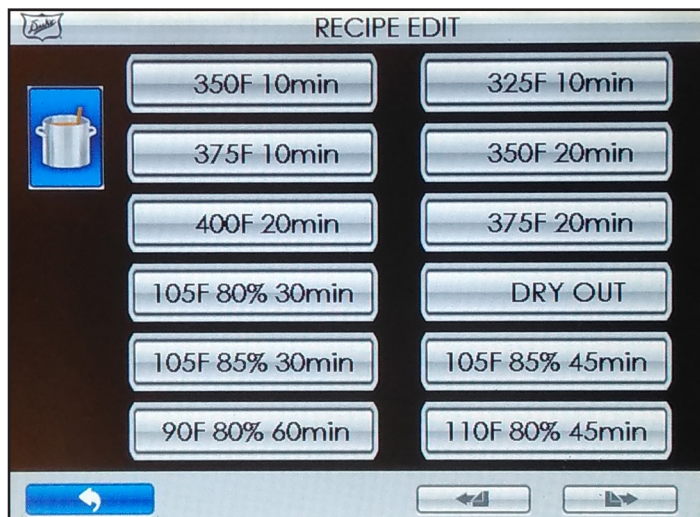 Duke
RECIPE EDIT
350F 10min
325F 10min
375F 10min
350F 20min
400F 20min
375F 20min
105F 80% 30min
DRY OUT
105F 85% 30min
105F 85% 45min
90F 80% 60min
110F 80% 45min